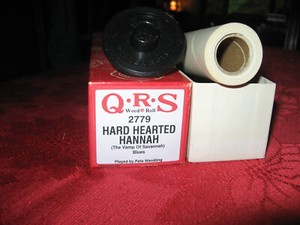 Q·R·S
Word Roll
2779
HARD HEARTED
HANNAH
(The Vamp Of Savannah)
Blues
Played by Pete Wendling